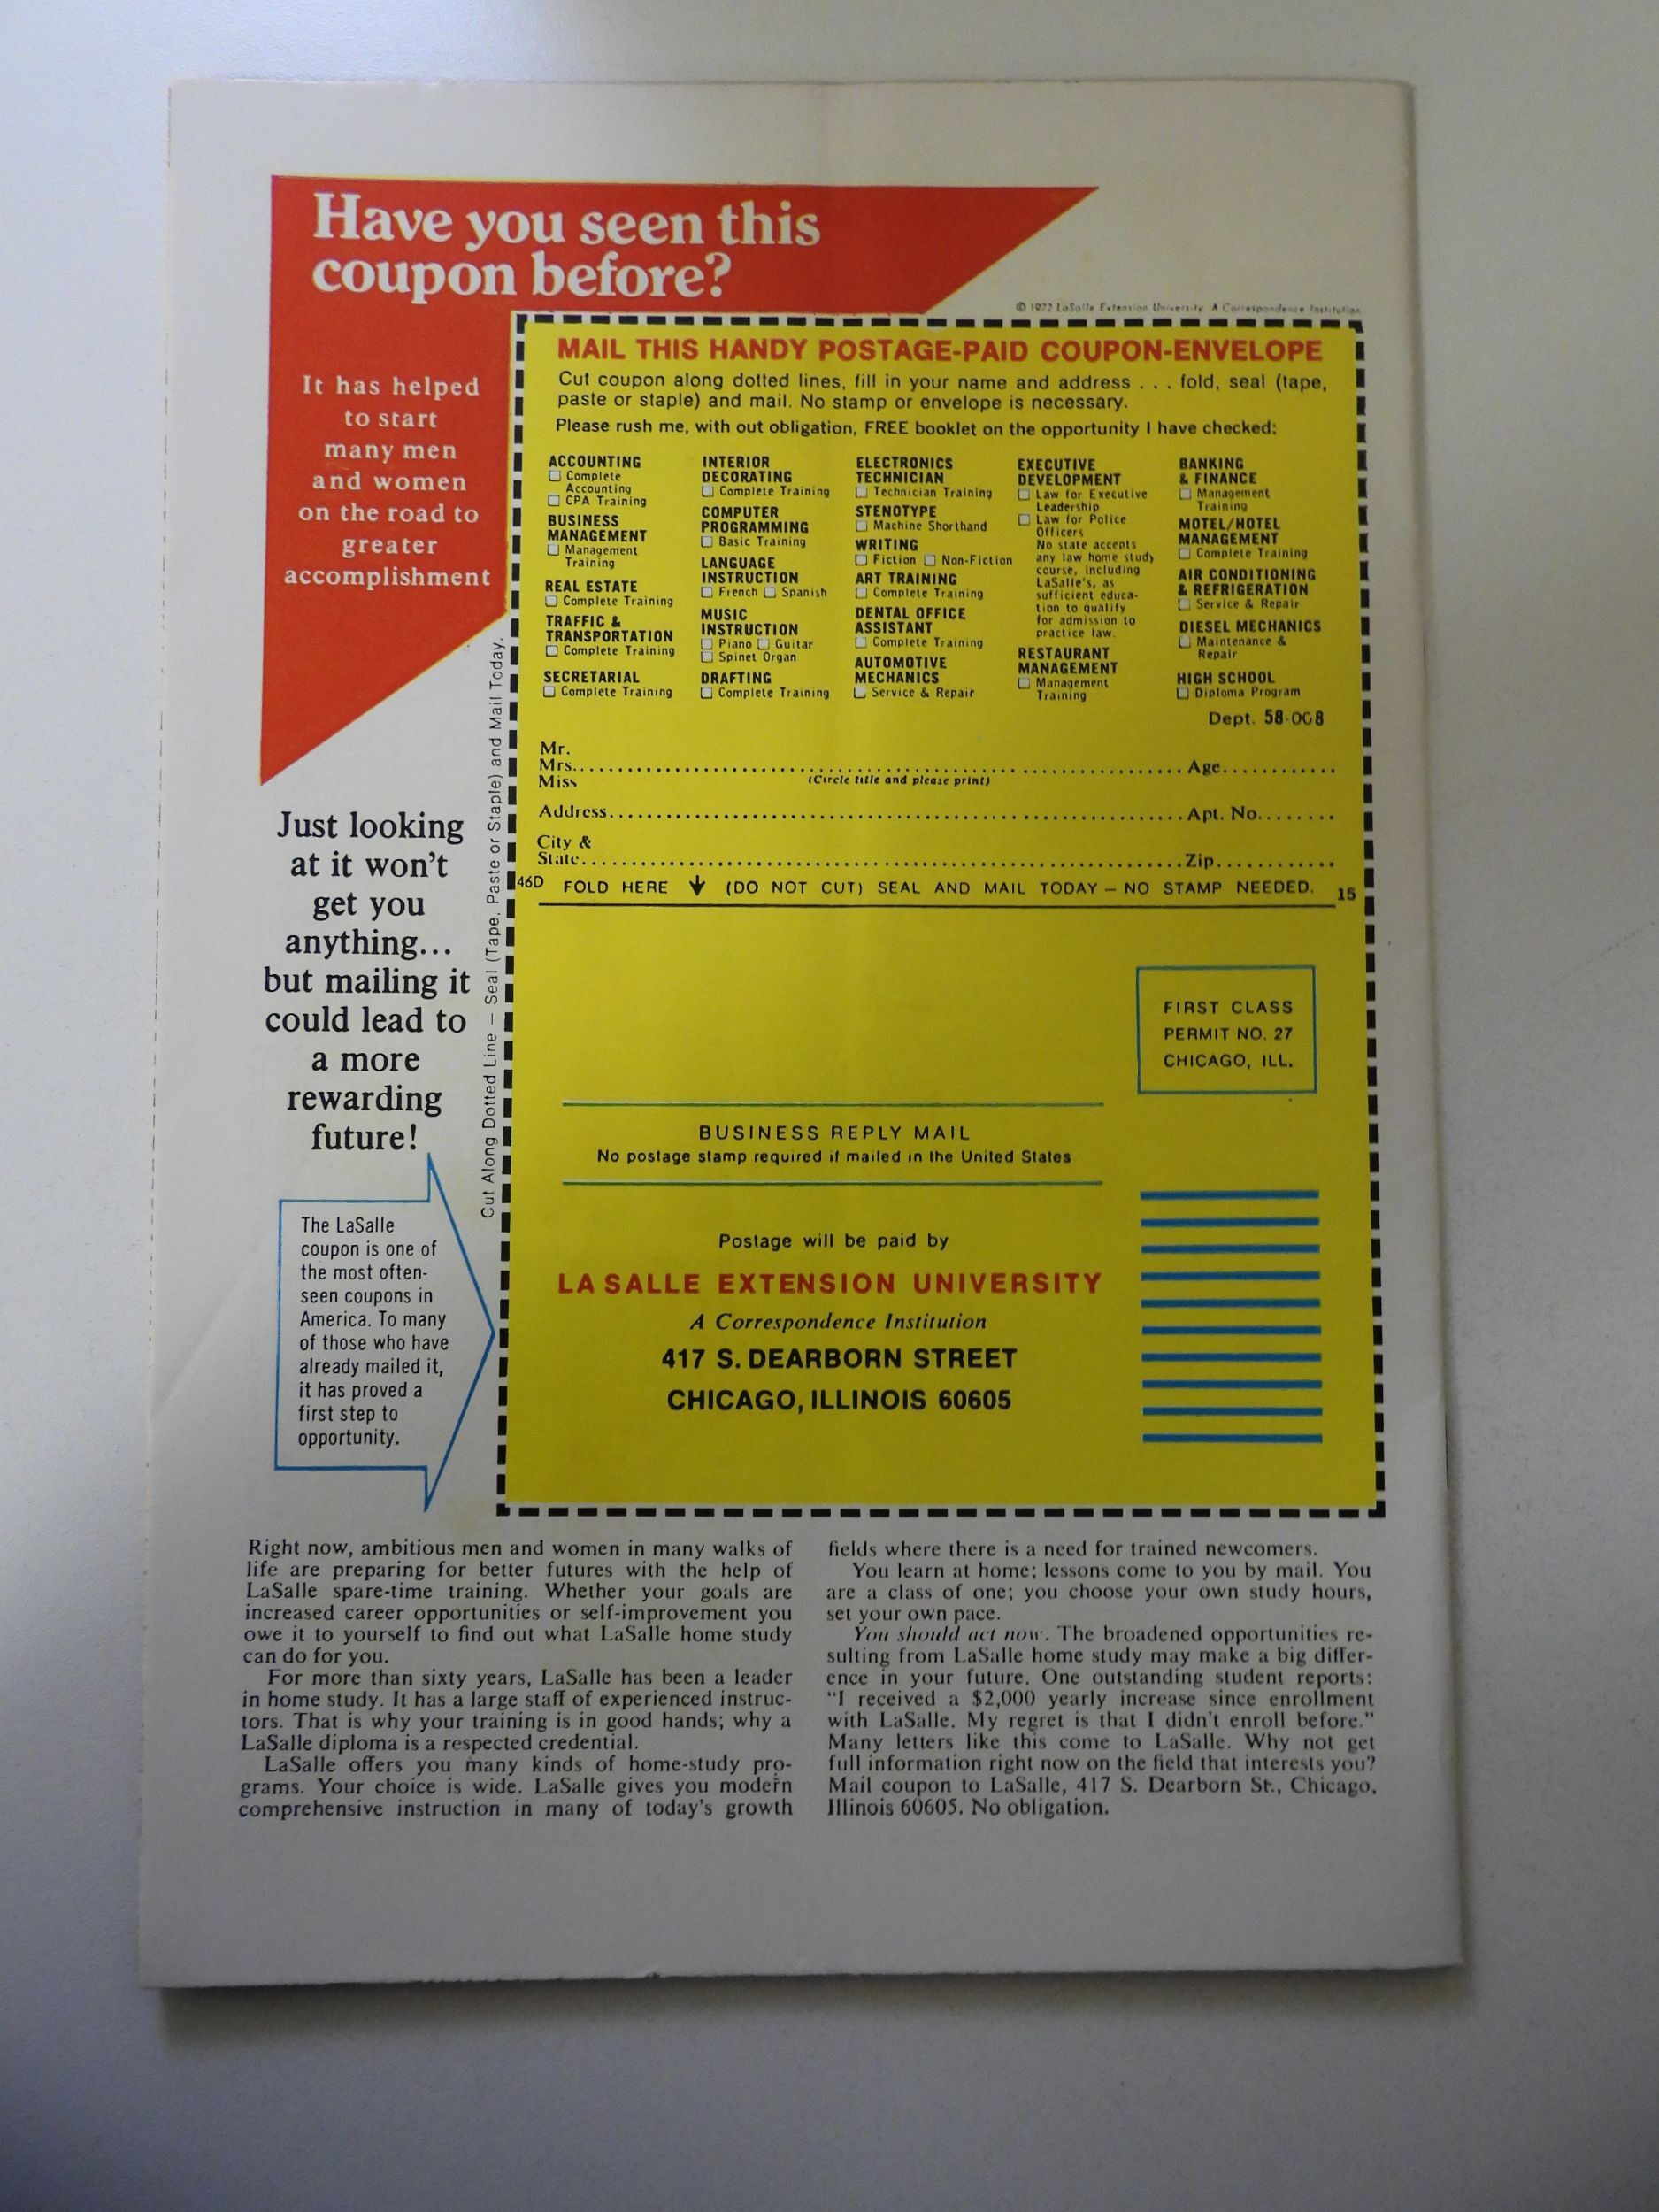 Have you seen this
coupon before?
© 1972 LaSalle Extension University. A Correspondence Institution
It has helped
to start
many men
and women
on the road to
greater
accomplishment
Just looking
at it won't
get you
anything...
but mailing it
could lead to
a more
rewarding
future!
The LaSalle
coupon is one of
the most often-
seen coupons in
America. To many
of those who have
already mailed it,
it has proved a
first step to
opportunity.
Cut Along Dotted Line — Seal (Tape, Paste or Staple) and Mail Today.
MAIL THIS HANDY POSTAGE-PAID COUPON-ENVELOPE
Cut coupon along dotted lines, fill in your name and address . . . fold, seal (tape,
paste or staple) and mail. No stamp or envelope is necessary.
Please rush me, with out obligation, FREE booklet on the opportunity I have checked:
ACCOUNTING
☐ Complete
Accounting
☐ CPA Training
BUSINESS
MANAGEMENT
☐ Management
Training
REAL ESTATE
☐ Complete Training
TRAFFIC &
TRANSPORTATION
☐ Complete Training
SECRETARIAL
☐ Complete Training
INTERIOR
DECORATING
☐ Complete Training
COMPUTER
PROGRAMMING
☐ Basic Training
LANGUAGE
INSTRUCTION
☐ French ☐ Spanish
MUSIC
INSTRUCTION
☐ Piano ☐ Guitar
☐ Spinet Organ
DRAFTING
☐ Complete Training
ELECTRONICS
TECHNICIAN
☐ Technician Training
STENOTYPE
☐ Machine Shorthand
WRITING
☐ Fiction ☐ Non-Fiction
ART TRAINING
☐ Complete Training
DENTAL OFFICE
ASSISTANT
☐ Complete Training
AUTOMOTIVE
MECHANICS
☐ Service & Repair
EXECUTIVE
DEVELOPMENT
☐ Law for Executive
Leadership
☐ Law for Police
Officers
No state accepts
any law home study
course, including
LaSalle's, as
sufficient educa-
tion to qualify
for admission to
practice law.
RESTAURANT
MANAGEMENT
☐ Management
Training
BANKING
& FINANCE
☐ Management
Training
MOTEL/HOTEL
MANAGEMENT
☐ Complete Training
AIR CONDITIONING
& REFRIGERATION
☐ Service & Repair
DIESEL MECHANICS
☐ Maintenance &
Repair
HIGH SCHOOL
☐ Diploma Program
Dept. 58-008
Mr.
Mrs. Age
Miss (Circle title and please print)
Address Apt. No.
City &
State Zip
46D FOLD HERE ↓ (DO NOT CUT) SEAL AND MAIL TODAY — NO STAMP NEEDED. 15
FIRST CLASS
PERMIT NO. 27
CHICAGO, ILL.
BUSINESS REPLY MAIL
No postage stamp required if mailed in the United States
Postage will be paid by
LA SALLE EXTENSION UNIVERSITY
A Correspondence Institution
417 S. DEARBORN STREET
CHICAGO, ILLINOIS 60605
Right now, ambitious men and women in many walks of
life are preparing for better futures with the help of
LaSalle spare-time training. Whether your goals are
increased career opportunities or self-improvement you
owe it to yourself to find out what LaSalle home study
can do for you.
For more than sixty years, LaSalle has been a leader
in home study. It has a large staff of experienced instruc-
tors. That is why your training is in good hands; why a
LaSalle diploma is a respected credential.
LaSalle offers you many kinds of home-study pro-
grams. Your choice is wide. LaSalle gives you modern
comprehensive instruction in many of today's growth
fields where there is a need for trained newcomers.
You learn at home; lessons come to you by mail. You
are a class of one; you choose your own study hours,
set your own pace.
You should act now. The broadened opportunities re-
sulting from LaSalle home study may make a big differ-
ence in your future. One outstanding student reports:
"I received a $2,000 yearly increase since enrollment
with LaSalle. My regret is that I didn't enroll before."
Many letters like this come to LaSalle. Why not get
full information right now on the field that interests you?
Mail coupon to LaSalle, 417 S. Dearborn St., Chicago,
Illinois 60605. No obligation.